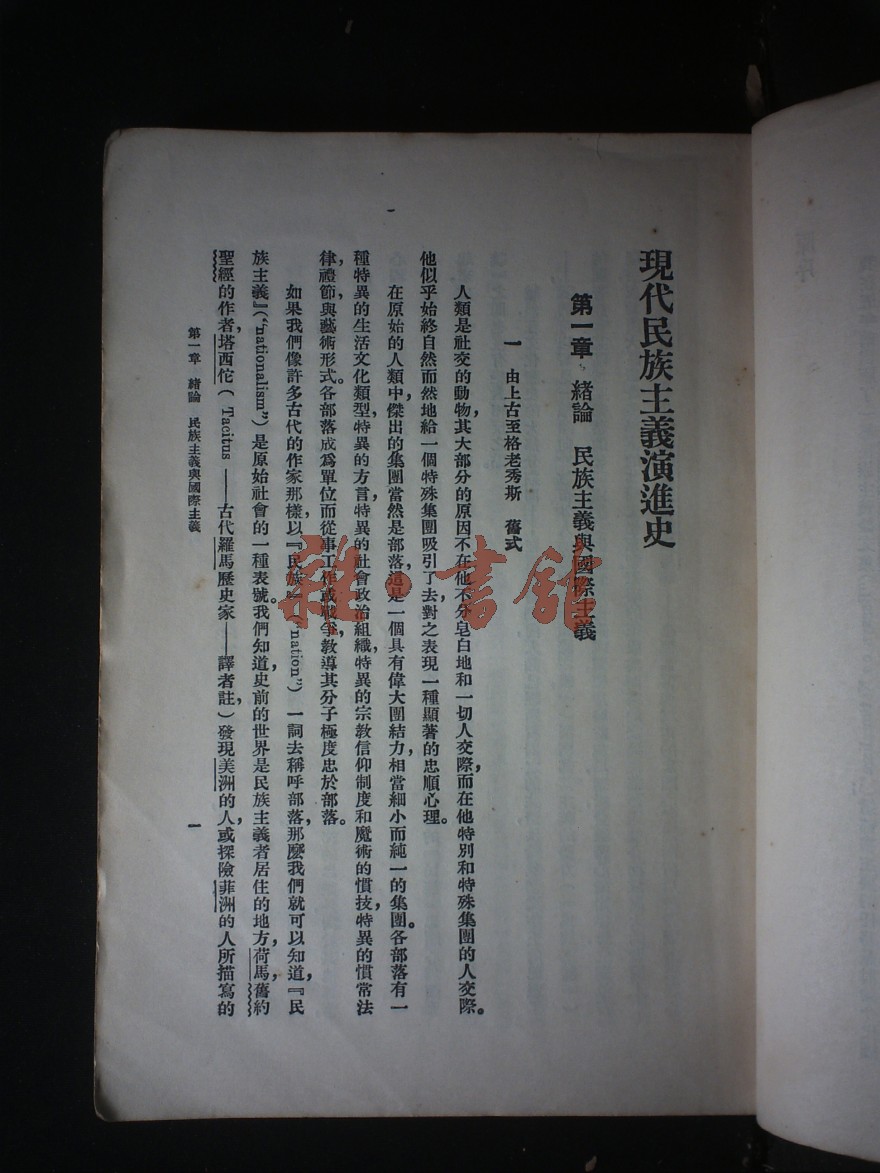 現代民族主義演進史
第一章 緒論 民族主義與國際主義
一 由上古至格老秀斯 舊式
人類是社交的動物，其大部分的原因不在他不分皂白地和一切人交際，而在他特別和特殊集團的人交際。
他似乎始終自然而然地給一個特殊集團吸引了去，對之表現一種顯著的忠順心理。
在原始的人類中，傑出的集團當然是部落，這是一個具有偉大團結力，相當細小而純一的集團。各部落有一
種特異的生活文化類型，特異的方言，特異的社會政治組織，特異的宗教信仰制度和魔術的慣技，特異的慣常法
律，禮節，與藝術形式。各部落成爲單位而從事工作或戰爭，教導其分子極度忠於部落。
如果我們像許多古代的作家那樣，以『民族』（“nation”）一詞去稱呼部落，那麼我們就可以知道，『民
族主義』（“nationalism”）是原始社會的一種表號。我們知道，史前的世界是民族主義者居住的地方，荷馬，舊約
聖經的作者，塔西佗（Tacitus——古代羅馬歷史家——譯者註）發現美洲的人，或探險菲洲的人所描寫的
第一章 緒論 民族主義與國際主義
一
雜·書館